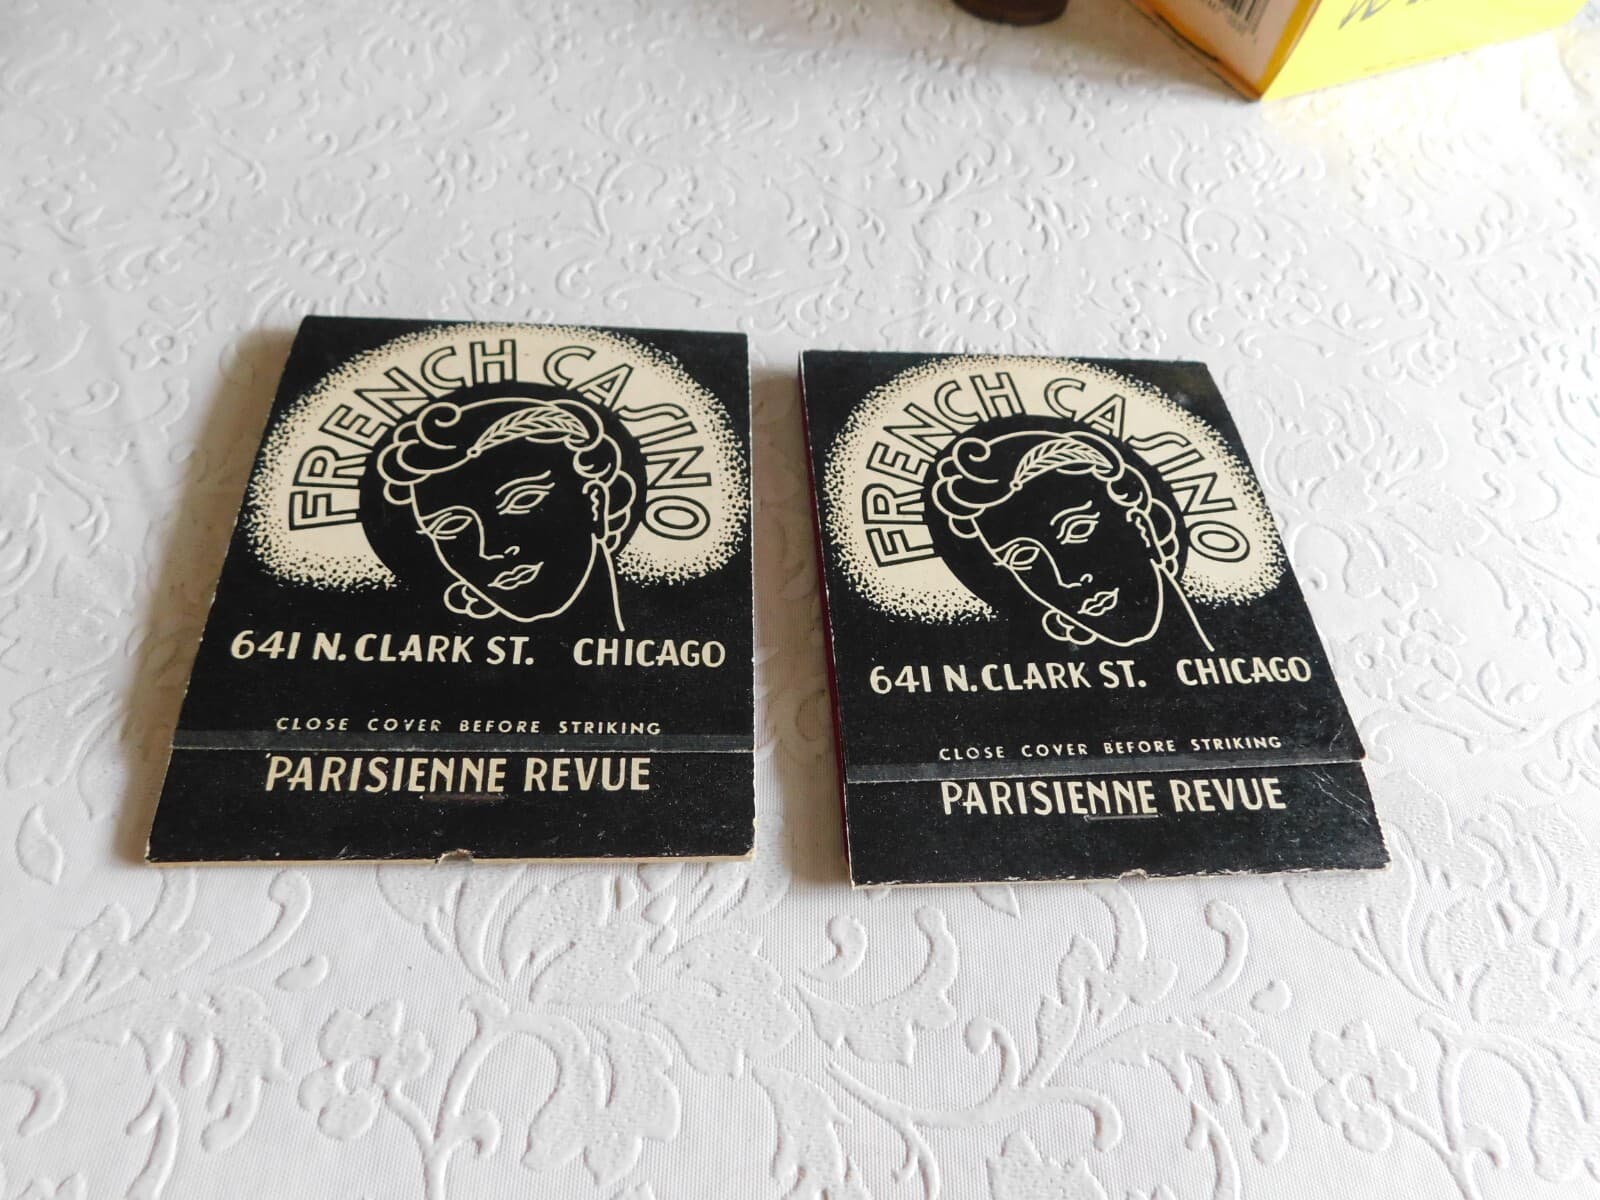 FRENCH CASINO
641 N. CLARK ST. CHICAGO
CLOSE COVER BEFORE STRIKING
PARISIENNE REVUE
FRENCH CASINO
641 N. CLARK ST. CHICAGO
CLOSE COVER BEFORE STRIKING
PARISIENNE REVUE